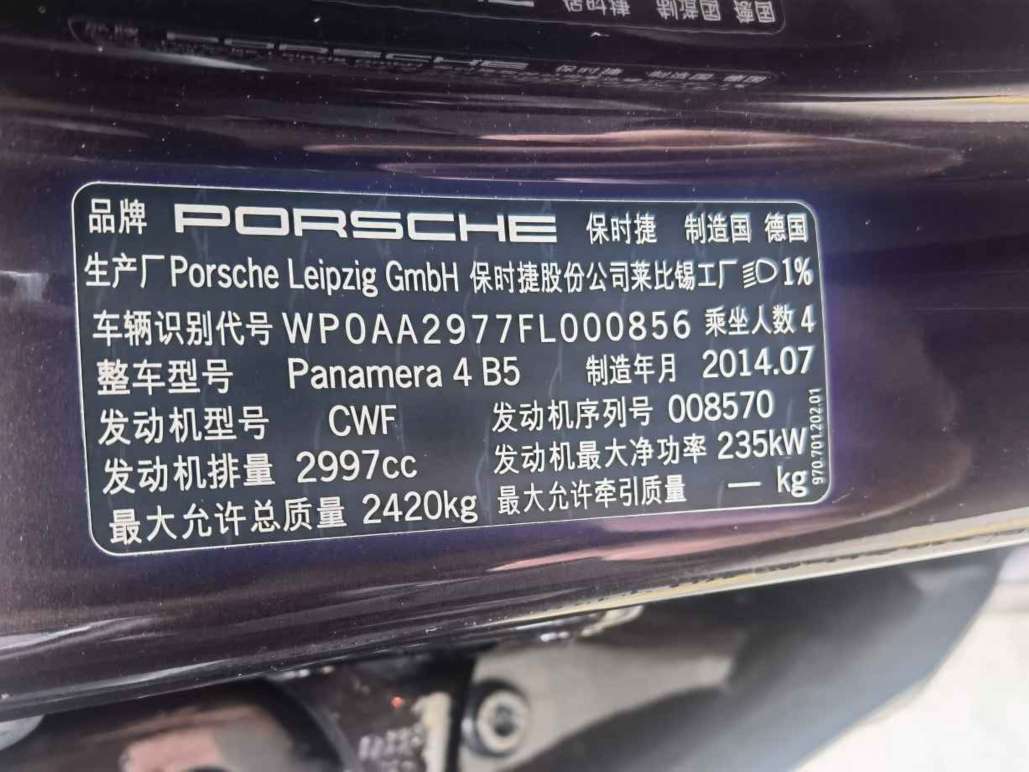 品牌 PORSCHE 保时捷 制造国 德国
生产厂 Porsche Leipzig GmbH 保时捷股份公司莱比锡工厂 1%
车辆识别代号 WP0AA2977FL000856 乘坐人数 4
整车型号 Panamera 4 B5 制造年月 2014.07
发动机型号 CWF 发动机序列号 008570
发动机排量 2997cc 发动机最大净功率 235kW
最大允许总质量 2420kg 最大允许牵引质量 — kg
970.701.202.01